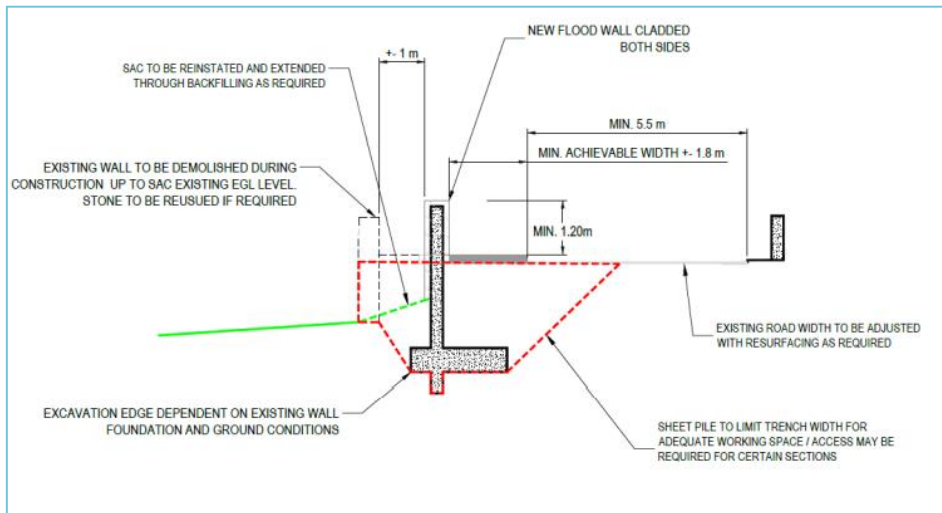 NEW FLOOD WALL CLADDED
BOTH SIDES
+- 1 m
SAC TO BE REINSTATED AND EXTENDED
THROUGH BACKFILLING AS REQUIRED
MIN. 5.5 m
MIN. ACHIEVABLE WIDTH +- 1.8 m
EXISTING WALL TO BE DEMOLISHED DURING
CONSTRUCTION UP TO SAC EXISTING EGL LEVEL.
STONE TO BE REUSUED IF REQUIRED
MIN. 1.20m
EXISTING ROAD WIDTH TO BE ADJUSTED
WITH RESURFACING AS REQUIRED
EXCAVATION EDGE DEPENDENT ON EXISTING WALL
FOUNDATION AND GROUND CONDITIONS
SHEET PILE TO LIMIT TRENCH WIDTH FOR
ADEQUATE WORKING SPACE / ACCESS MAY BE
REQUIRED FOR CERTAIN SECTIONS